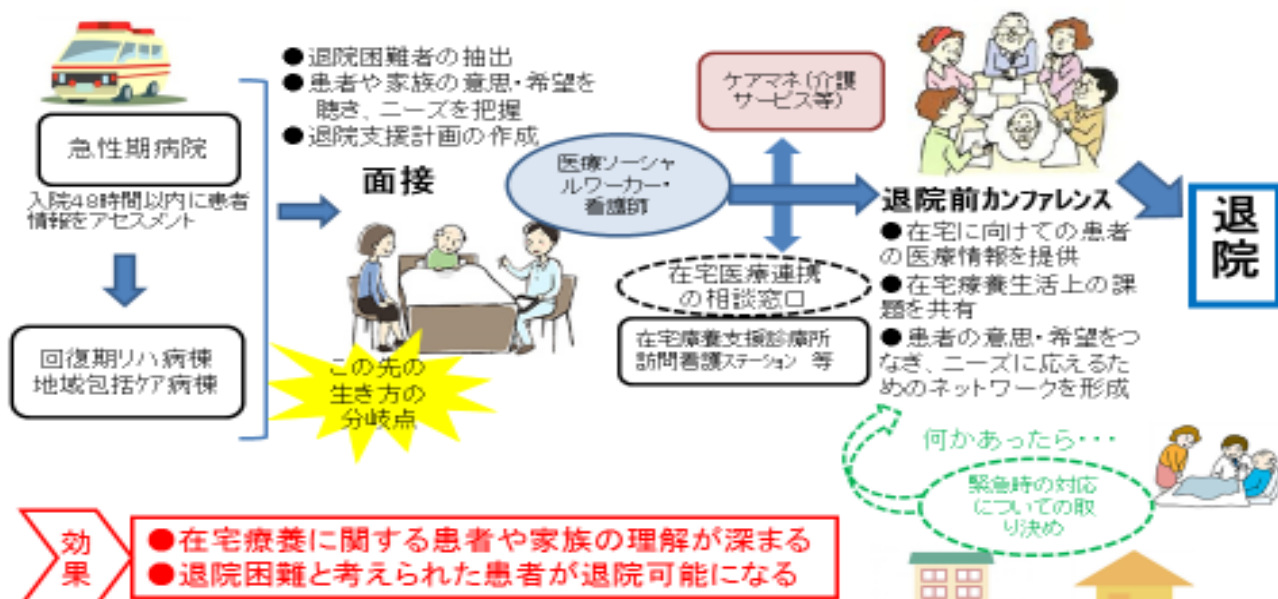 急性期病院
入院48時間以内に患者
情報をアセスメント
回復期リハ病棟
地域包括ケア病棟
●退院困難者の抽出
●患者や家族の意思・希望を
聴き、ニーズを把握
●退院支援計画の作成
面接
この先の
生き方の
分岐点
医療ソーシャ
ルワーカー・
看護師
ケアマネ(介護
サービス等)
在宅医療連携
の相談窓口
在宅療養支援診療所
訪問看護ステーション 等
退院前カンファレンス
●在宅に向けての患者
の医療情報を提供
●在宅療養生活上の課
題を共有
●患者の意思・希望をつ
なぎ、ニーズに応えるた
めのネットワークを形成
退
院
何かあったら・・・
緊急時の対応
についての取
り決め
効
果
●在宅療養に関する患者や家族の理解が深まる
●退院困難と考えられた患者が退院可能になる